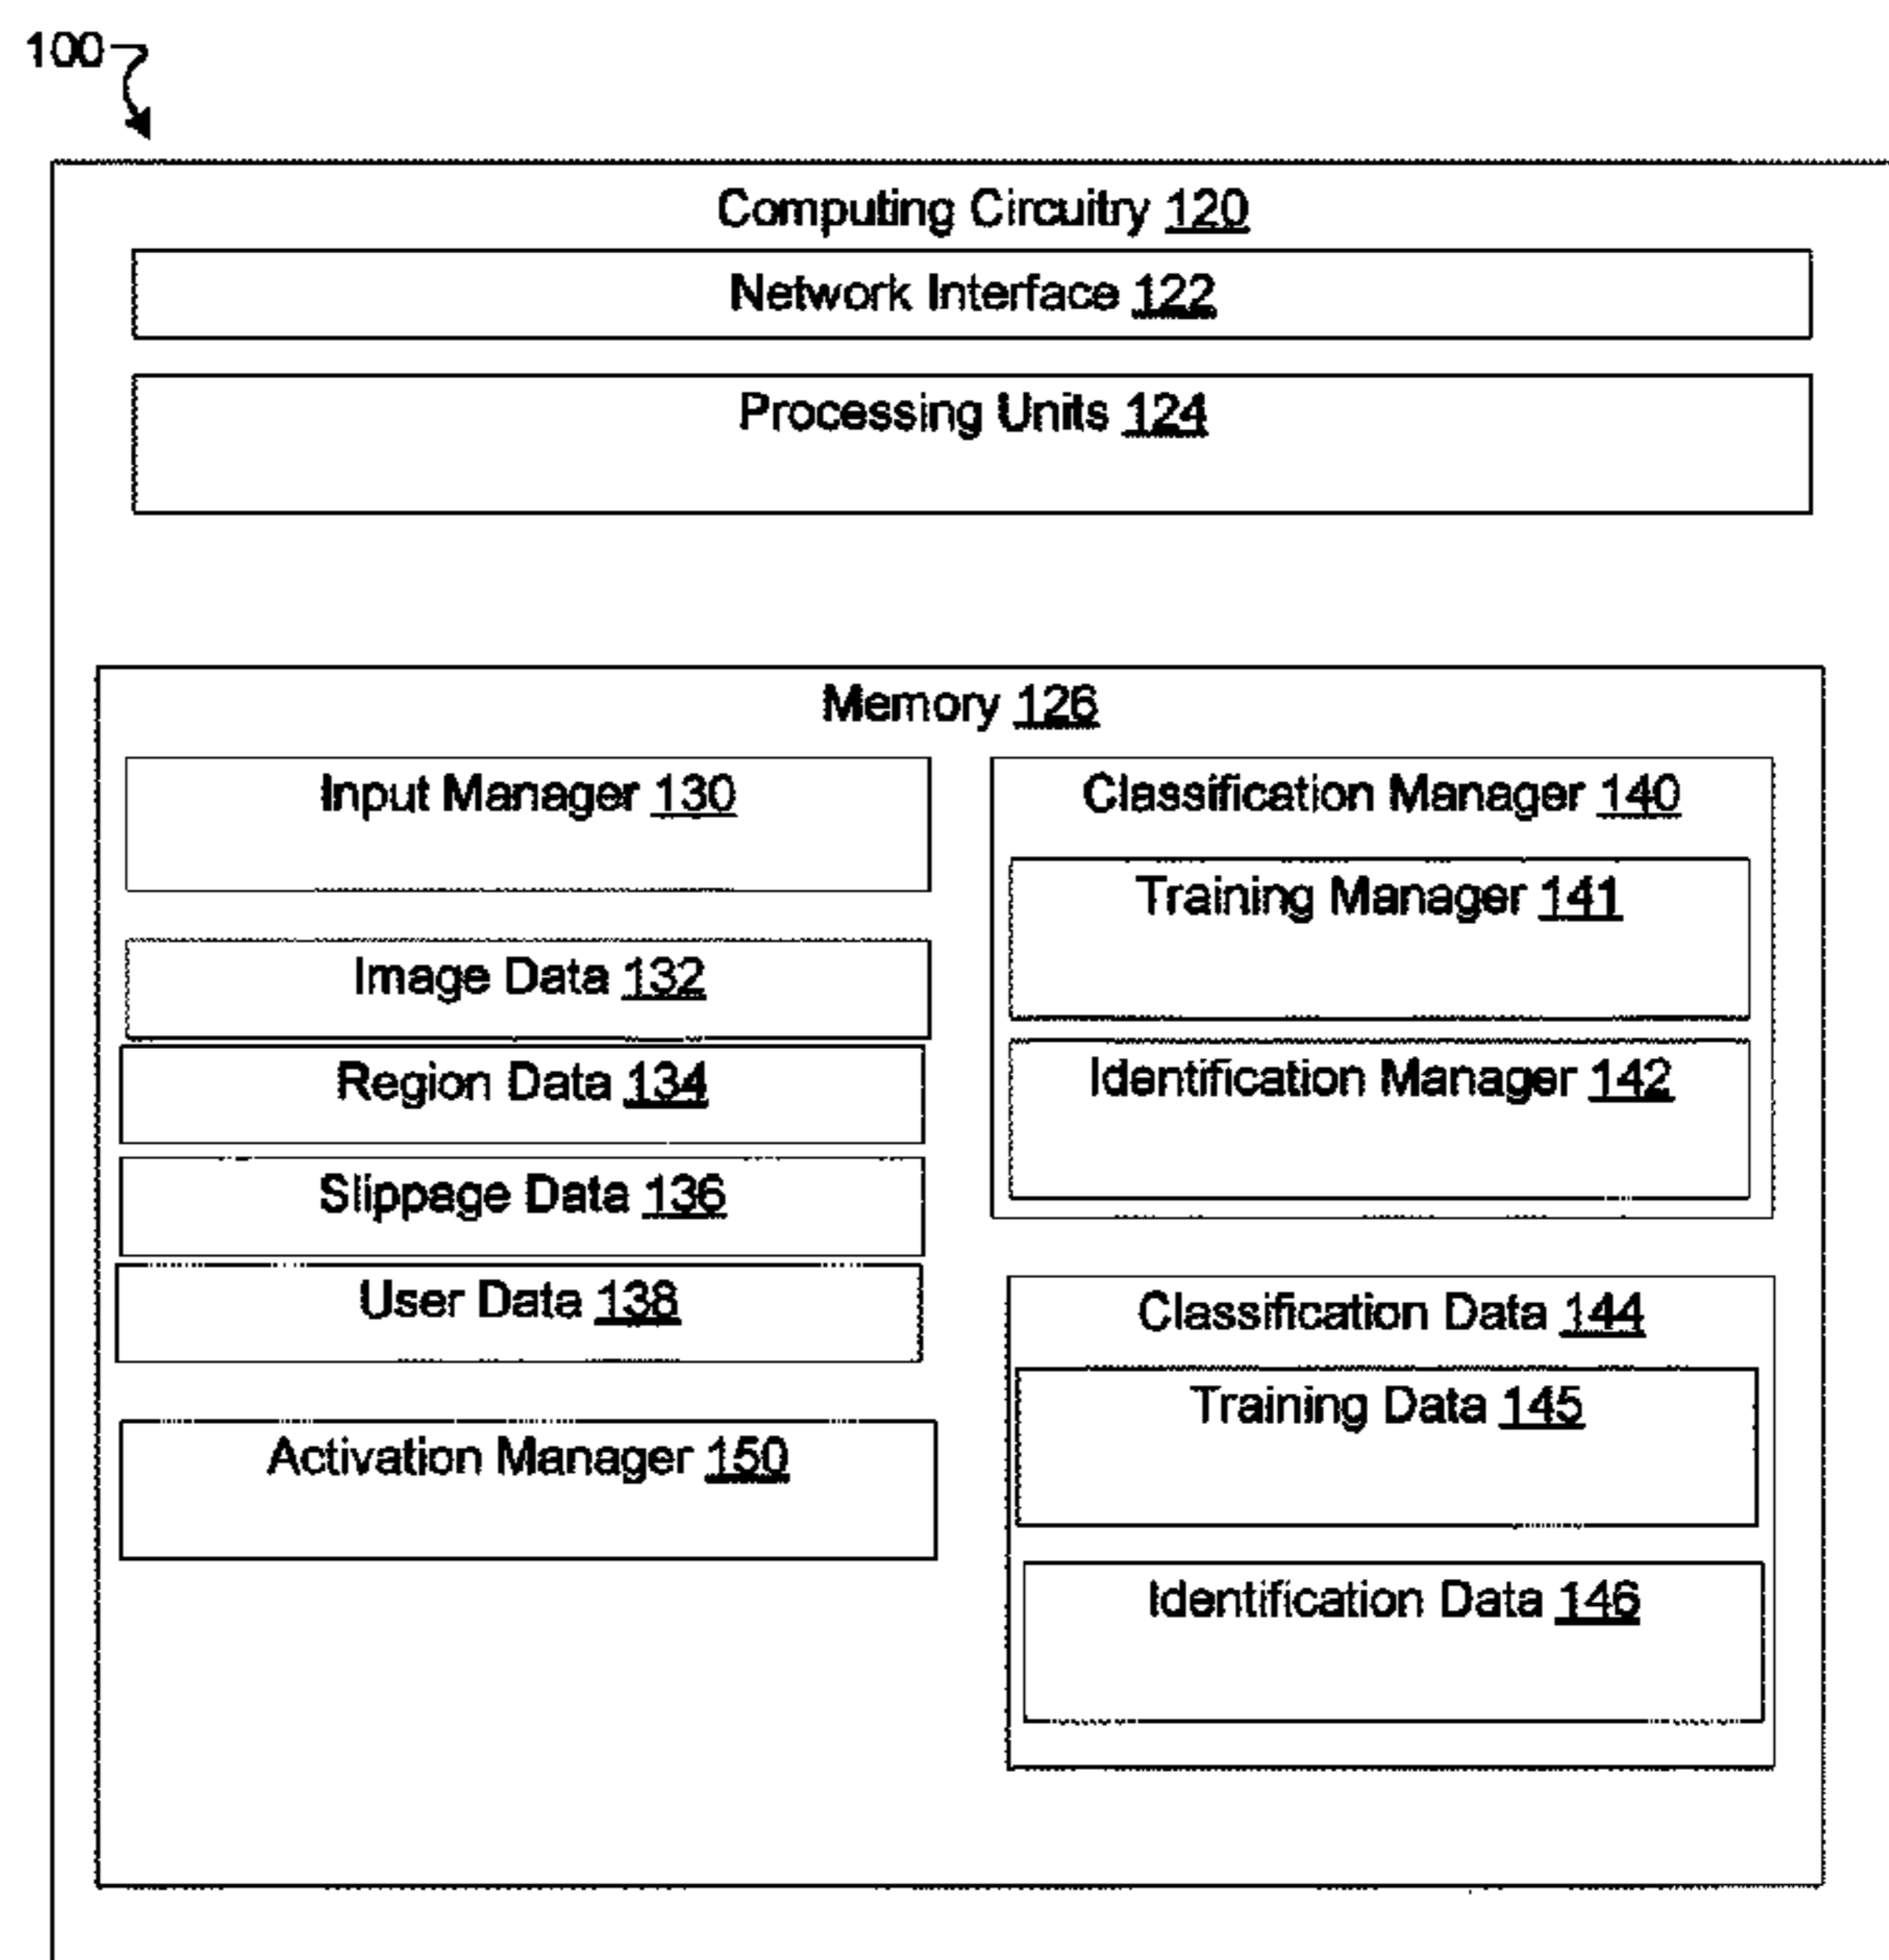 100
Computing Circuitry 120
Network Interface 122
Processing Units 124
Memory 126
Input Manager 130
Image Data 132
Region Data 134
Slippage Data 136
User Data 138
Activation Manager 150
Classification Manager 140
Training Manager 141
Identification Manager 142
Classification Data 144
Training Data 145
Identification Data 146